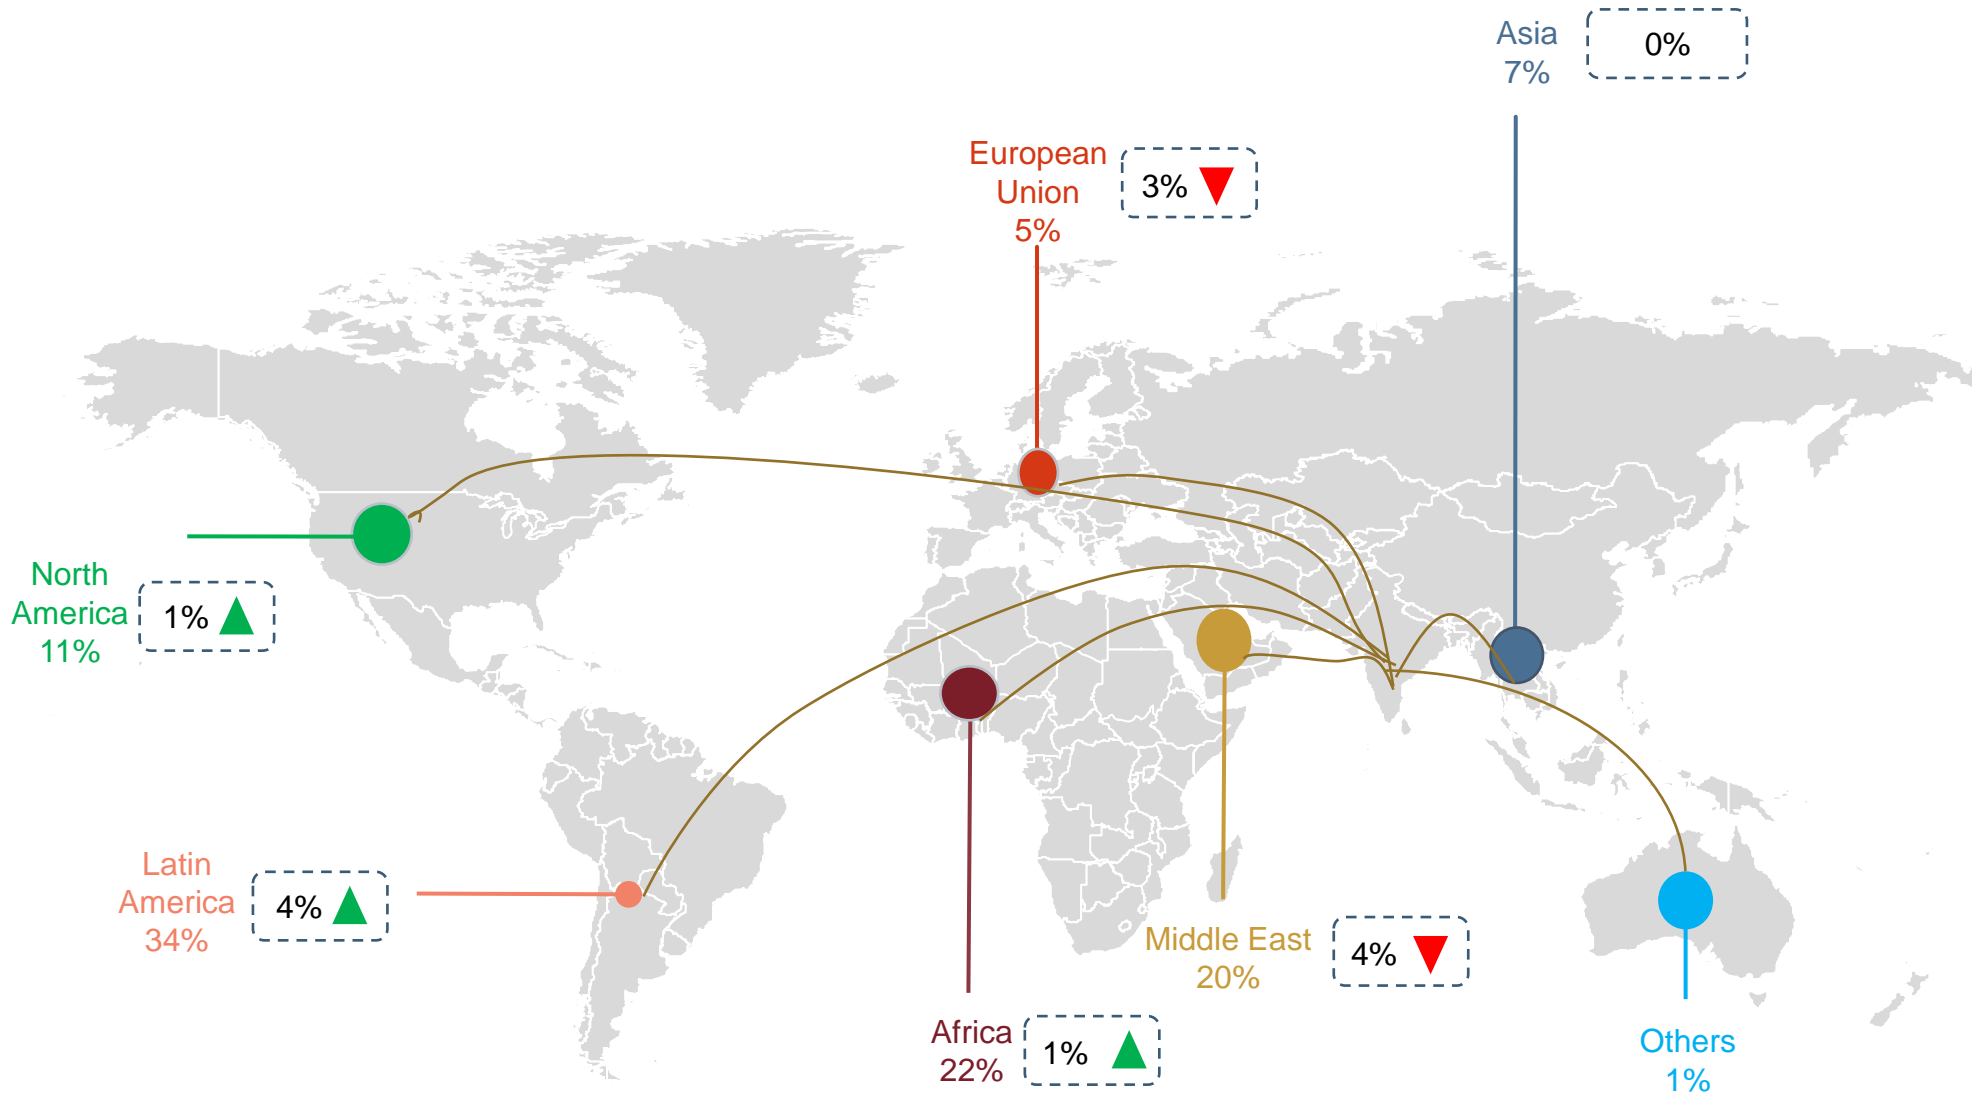 Asia
7%
0%
European
Union
5%
3%
North
America
11%
1%
Latin
America
34%
4%
Middle East
20%
4%
Africa
22%
1%
Others
1%